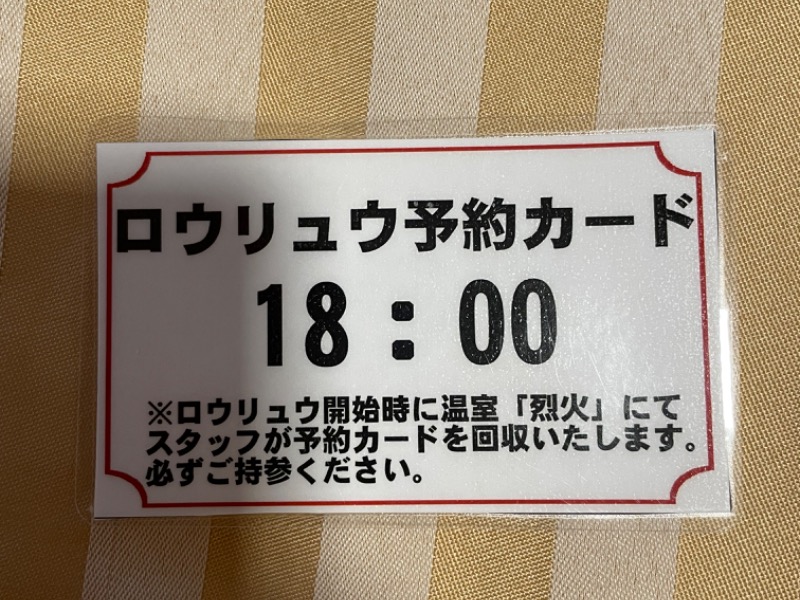 ロウリュウ予約カード
18：00
※ロウリュウ開始時に温室「烈火」にて
スタッフが予約カードを回収いたします。
必ずご持参ください。